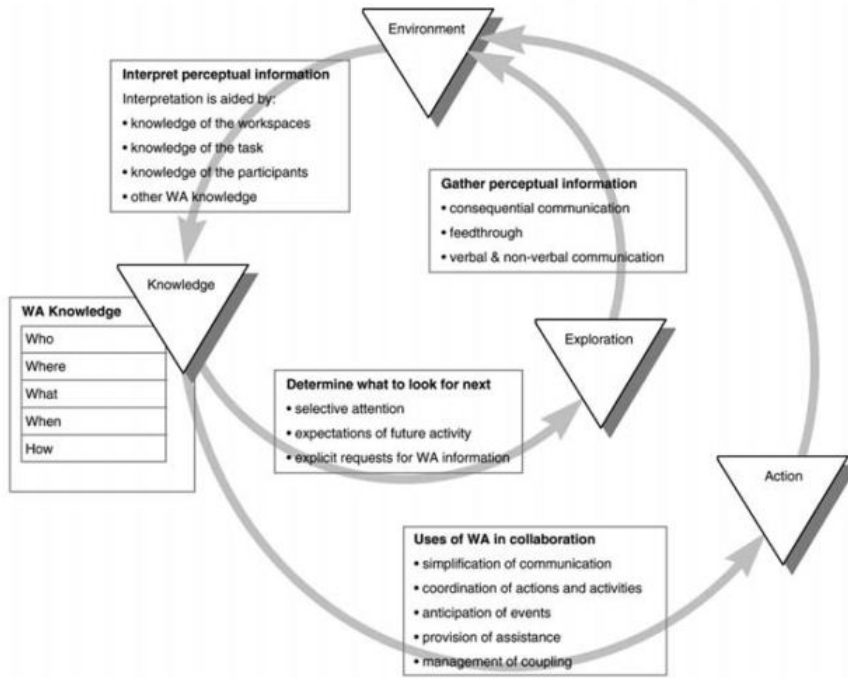 Environment
Interpret perceptual information
Interpretation is aided by:
• knowledge of the workspaces
• knowledge of the task
• knowledge of the participants
• other WA knowledge
Gather perceptual information
• consequential communication
• feedthrough
• verbal & non-verbal communication
Knowledge
WA Knowledge
Who
Where
What
When
How
Exploration
Determine what to look for next
• selective attention
• expectations of future activity
• explicit requests for WA information
Action
Uses of WA in collaboration
• simplification of communication
• coordination of actions and activities
• anticipation of events
• provision of assistance
• management of coupling